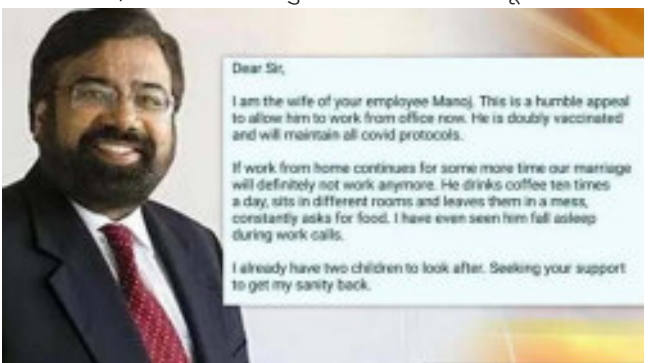 Dear Sir,
I am the wife of your employee Manoj. This is a humble appeal
to allow him to work from office now. He is doubly vaccinated
and will maintain all covid protocols.
If work from home continues for some more time our marriage
will definitely not work anymore. He drinks coffee ten times
a day, sits in different rooms and leaves them in a mess,
constantly asks for food. I have even seen him fall asleep
during work calls.
I already have two children to look after. Seeking your support
to get my sanity back.